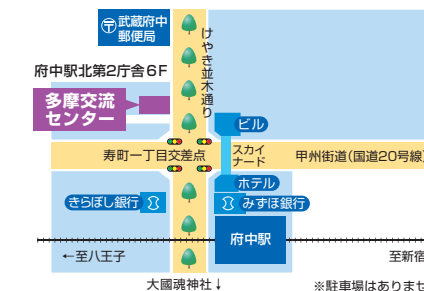 〒武蔵府中
郵便局
けやき並木通り
府中駅北第2庁舎6F
多摩交流
センター
ビル
スカイ
ナード
寿町一丁目交差点
甲州街道(国道20号線)
ホテル
きらぼし銀行
みずほ銀行
府中駅
←至八王子
至新宿
大國魂神社↓
※駐車場はありませ